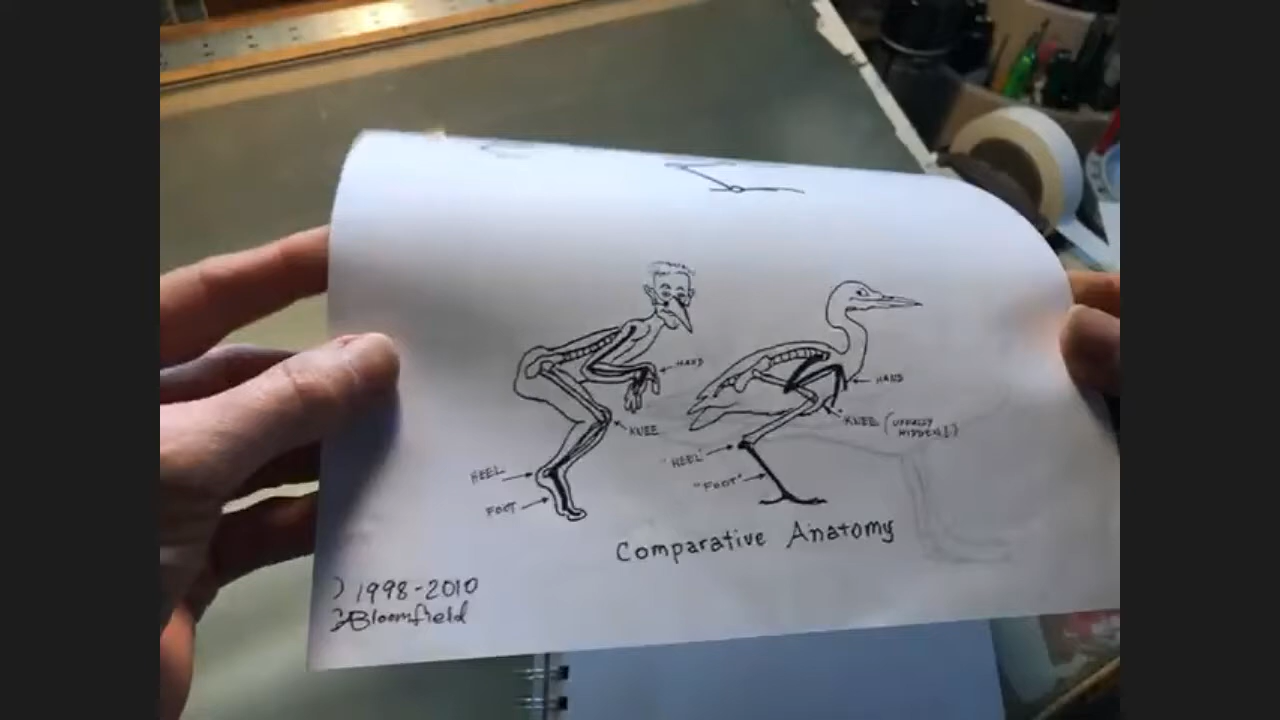 HAND
HAND
KNEE
KNEE (USUALLY
HIDDEN!)
HEEL
"HEEL"
FOOT
"FOOT"
Comparative Anatomy
1998-2010
Bloomfield